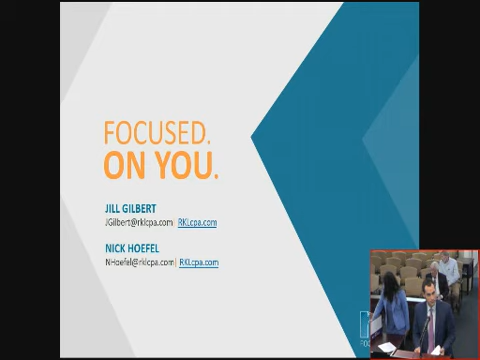 FOCUSED.
ON YOU.
JILL GILBERT
JGilbert@rklcpa.com| RKLcpa.com
NICK HOEFEL
NHoefel@rklcpa.com| RKLcpa.com